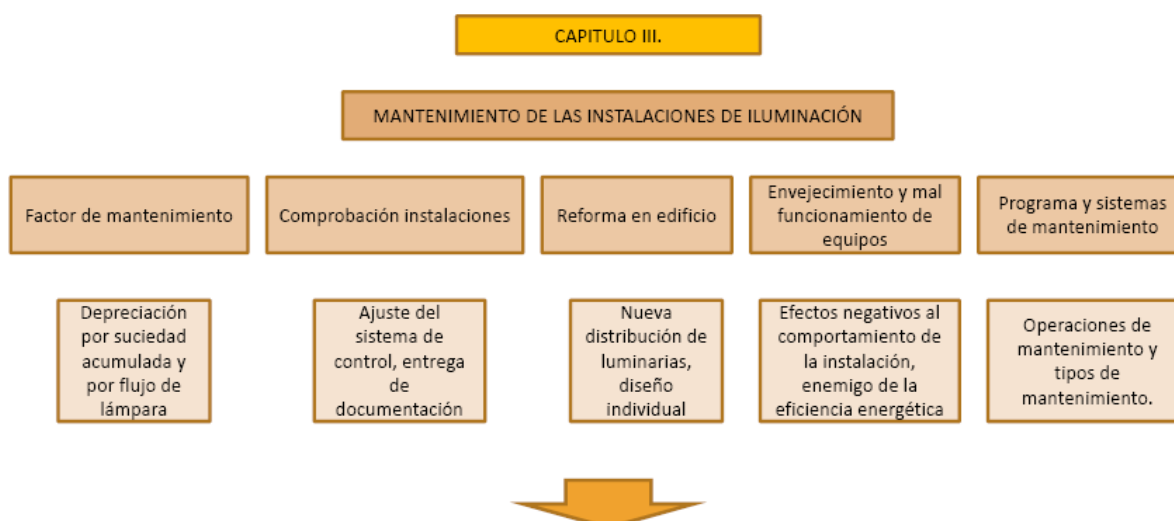 CAPITULO III.
MANTENIMIENTO DE LAS INSTALACIONES DE ILUMINACIÓN
Factor de mantenimiento
Comprobación instalaciones
Reforma en edificio
Envejecimiento y mal
funcionamiento de
equipos
Programa y sistemas
de mantenimiento
Depreciación
por suciedad
acumulada y
por flujo de
lámpara
Ajuste del
sistema de
control, entrega
de
documentación
Nueva
distribución de
luminarias,
diseño
individual
Efectos negativos al
comportamiento de
la instalación,
enemigo de la
eficiencia energética
Operaciones de
mantenimiento y
tipos de
mantenimiento.